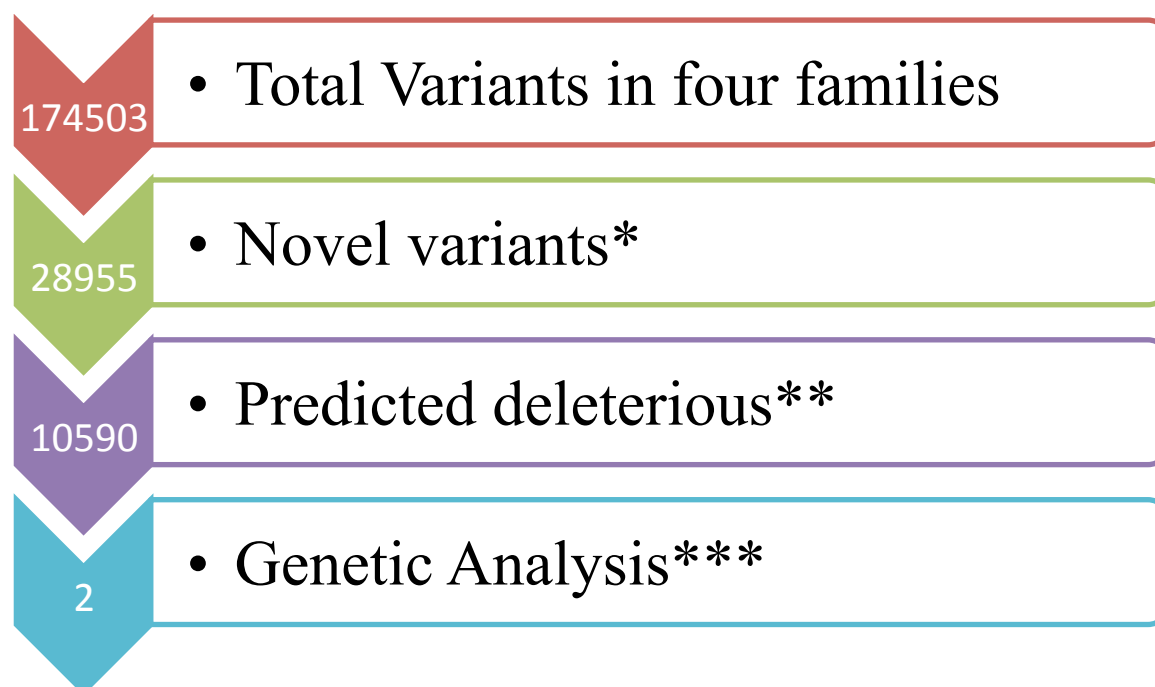 174503
• Total Variants in four families
28955
• Novel variants*
10590
• Predicted deleterious**
2
• Genetic Analysis***